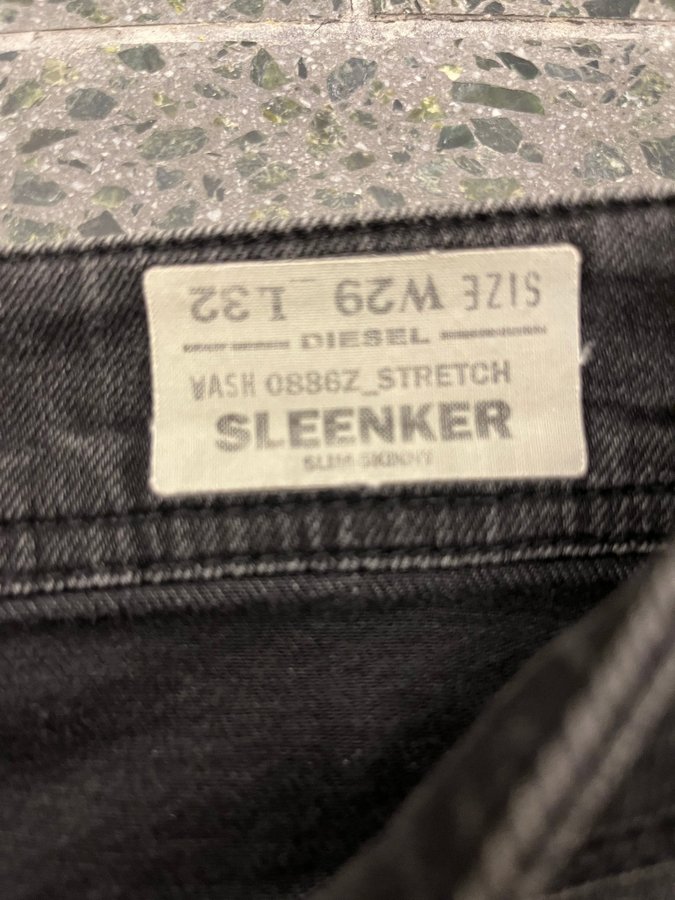 SIZE W29 L32
DIESEL
WASH 0886Z_STRETCH
SLEENKER
SLIM-SKINNY